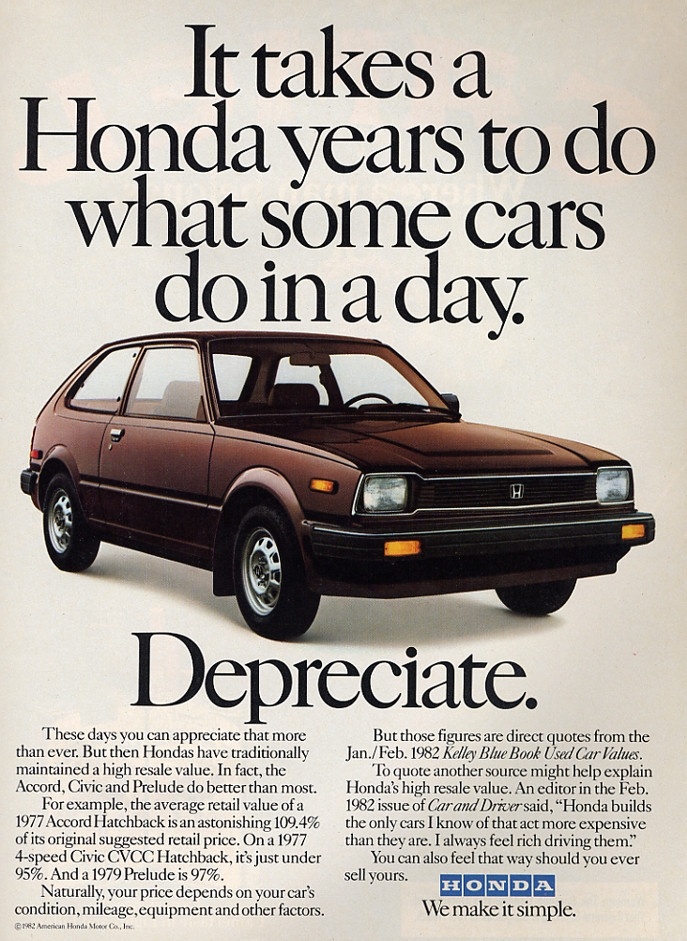 It takes a
Honda years to do
what some cars
do in a day.
Depreciate.
These days you can appreciate that more
than ever. But then Hondas have traditionally
maintained a high resale value. In fact, the
Accord, Civic and Prelude do better than most.
For example, the average retail value of a
1977 Accord Hatchback is an astonishing 109.4%
of its original suggested retail price. On a 1977
4-speed Civic CVCC Hatchback, it's just under
95%. And a 1979 Prelude is 97%.
Naturally, your price depends on your car's
condition, mileage, equipment and other factors.
©1982 American Honda Motor Co., Inc.
But those figures are direct quotes from the
Jan./Feb. 1982 Kelley Blue Book Used Car Values.
To quote another source might help explain
Honda's high resale value. An editor in the Feb.
1982 issue of Car and Driver said, “Honda builds
the only cars I know of that act more expensive
than they are. I always feel rich driving them.”
You can also feel that way should you ever
sell yours.
HONDA
We make it simple.